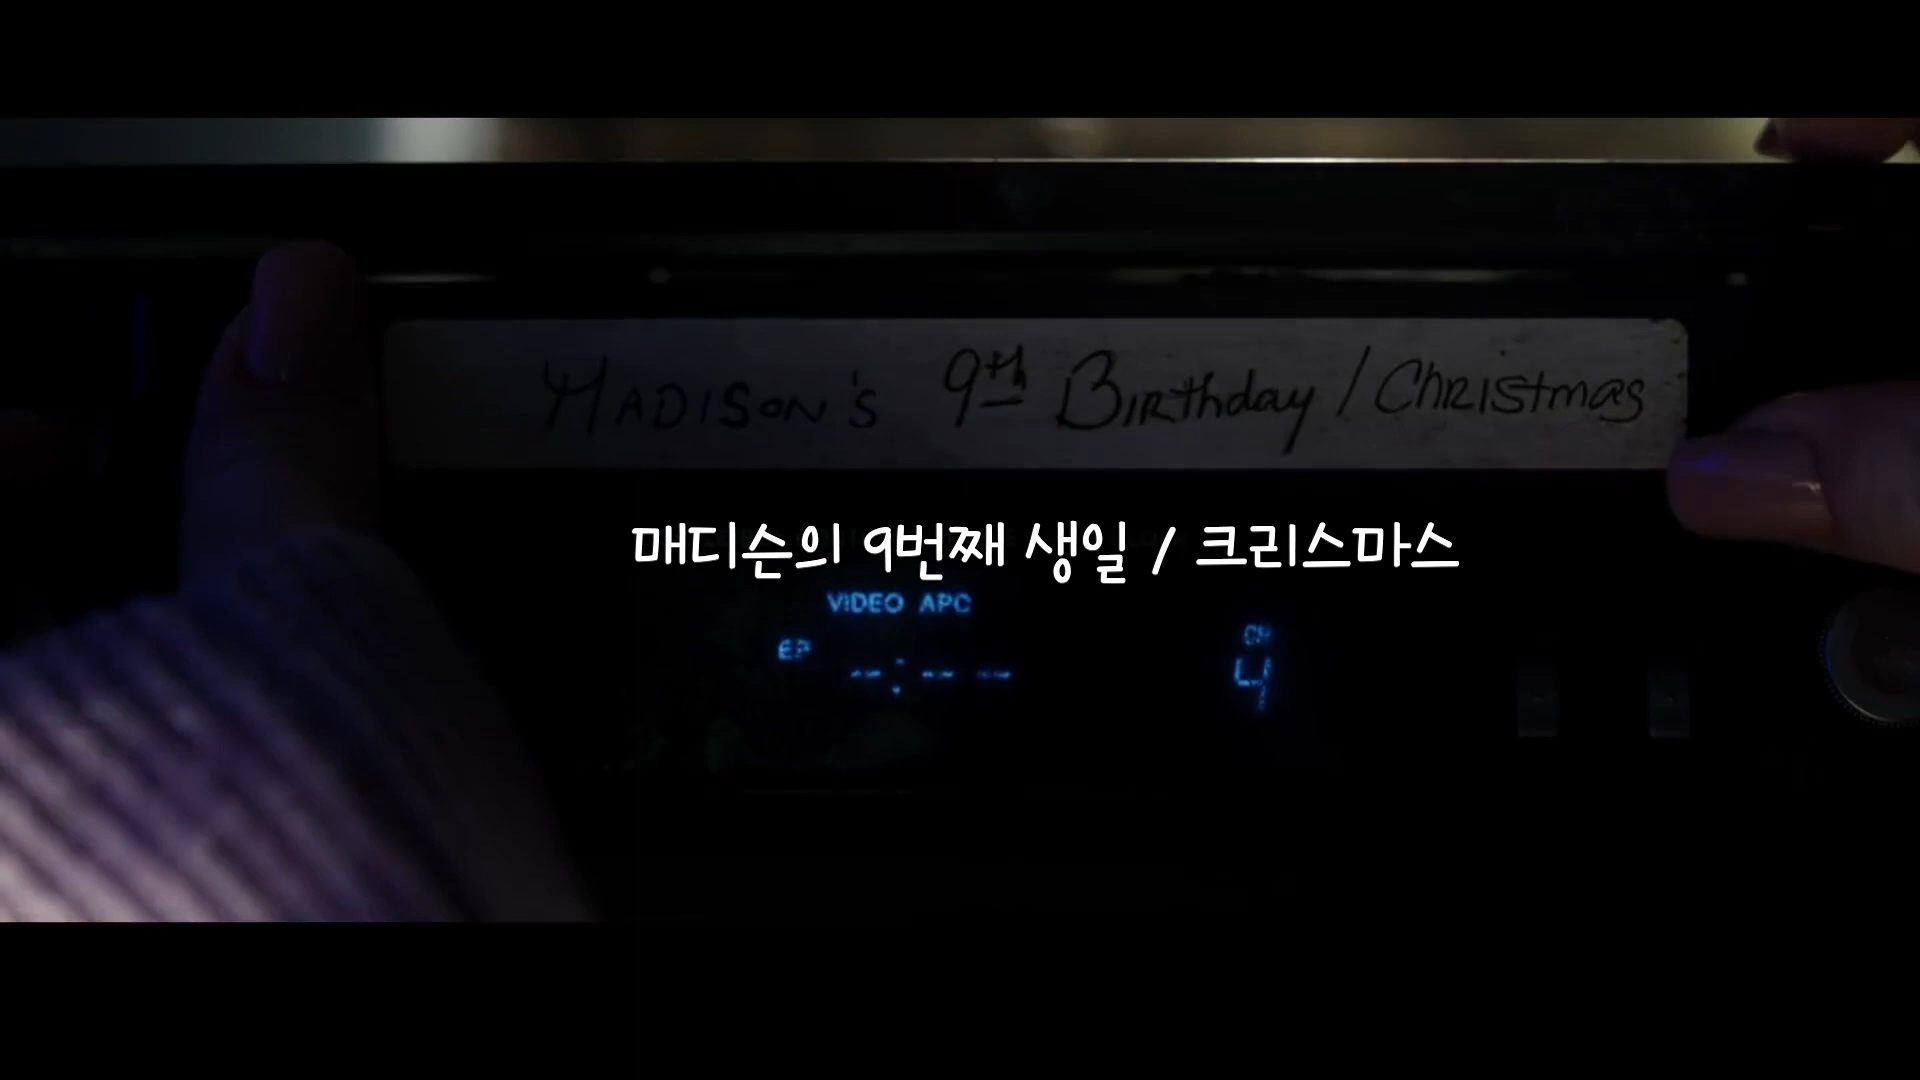 MADISON'S 9th Birthday / Christmas
매디슨의 9번째 생일 / 크리스마스
VIDEO APC
EP CH
--:-- -- 4